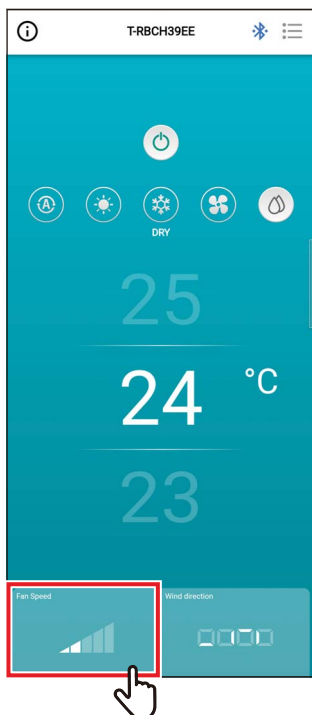 T-RBCH39EE
A
DRY
25
24 °C
23
Fan Speed
Wind direction